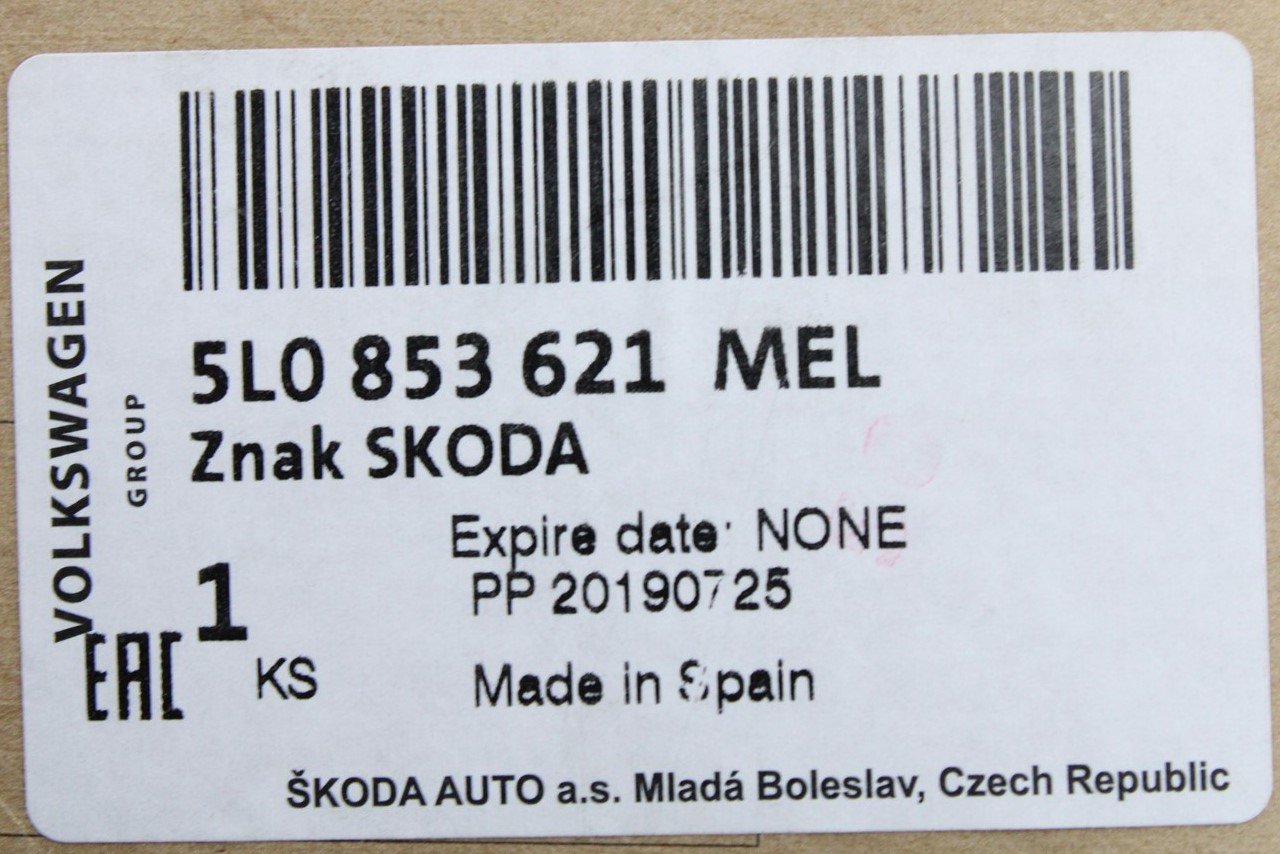 VOLKSWAGEN
GROUP
5L0 853 621 MEL
Znak SKODA
Expire date: NONE
PP 20190725
1
KS
EAC
Made in Spain
ŠKODA AUTO a.s. Mladá Boleslav, Czech Republic